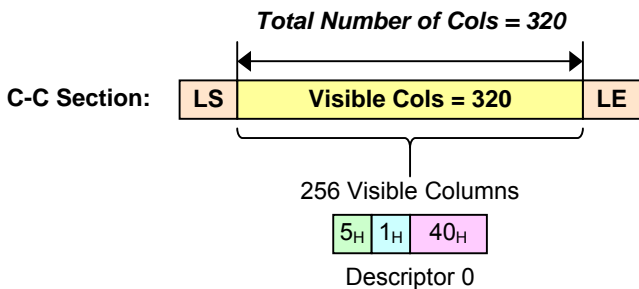 Total Number of Cols = 320
C-C Section: LS Visible Cols = 320 LE
256 Visible Columns
5H 1H 40H
Descriptor 0